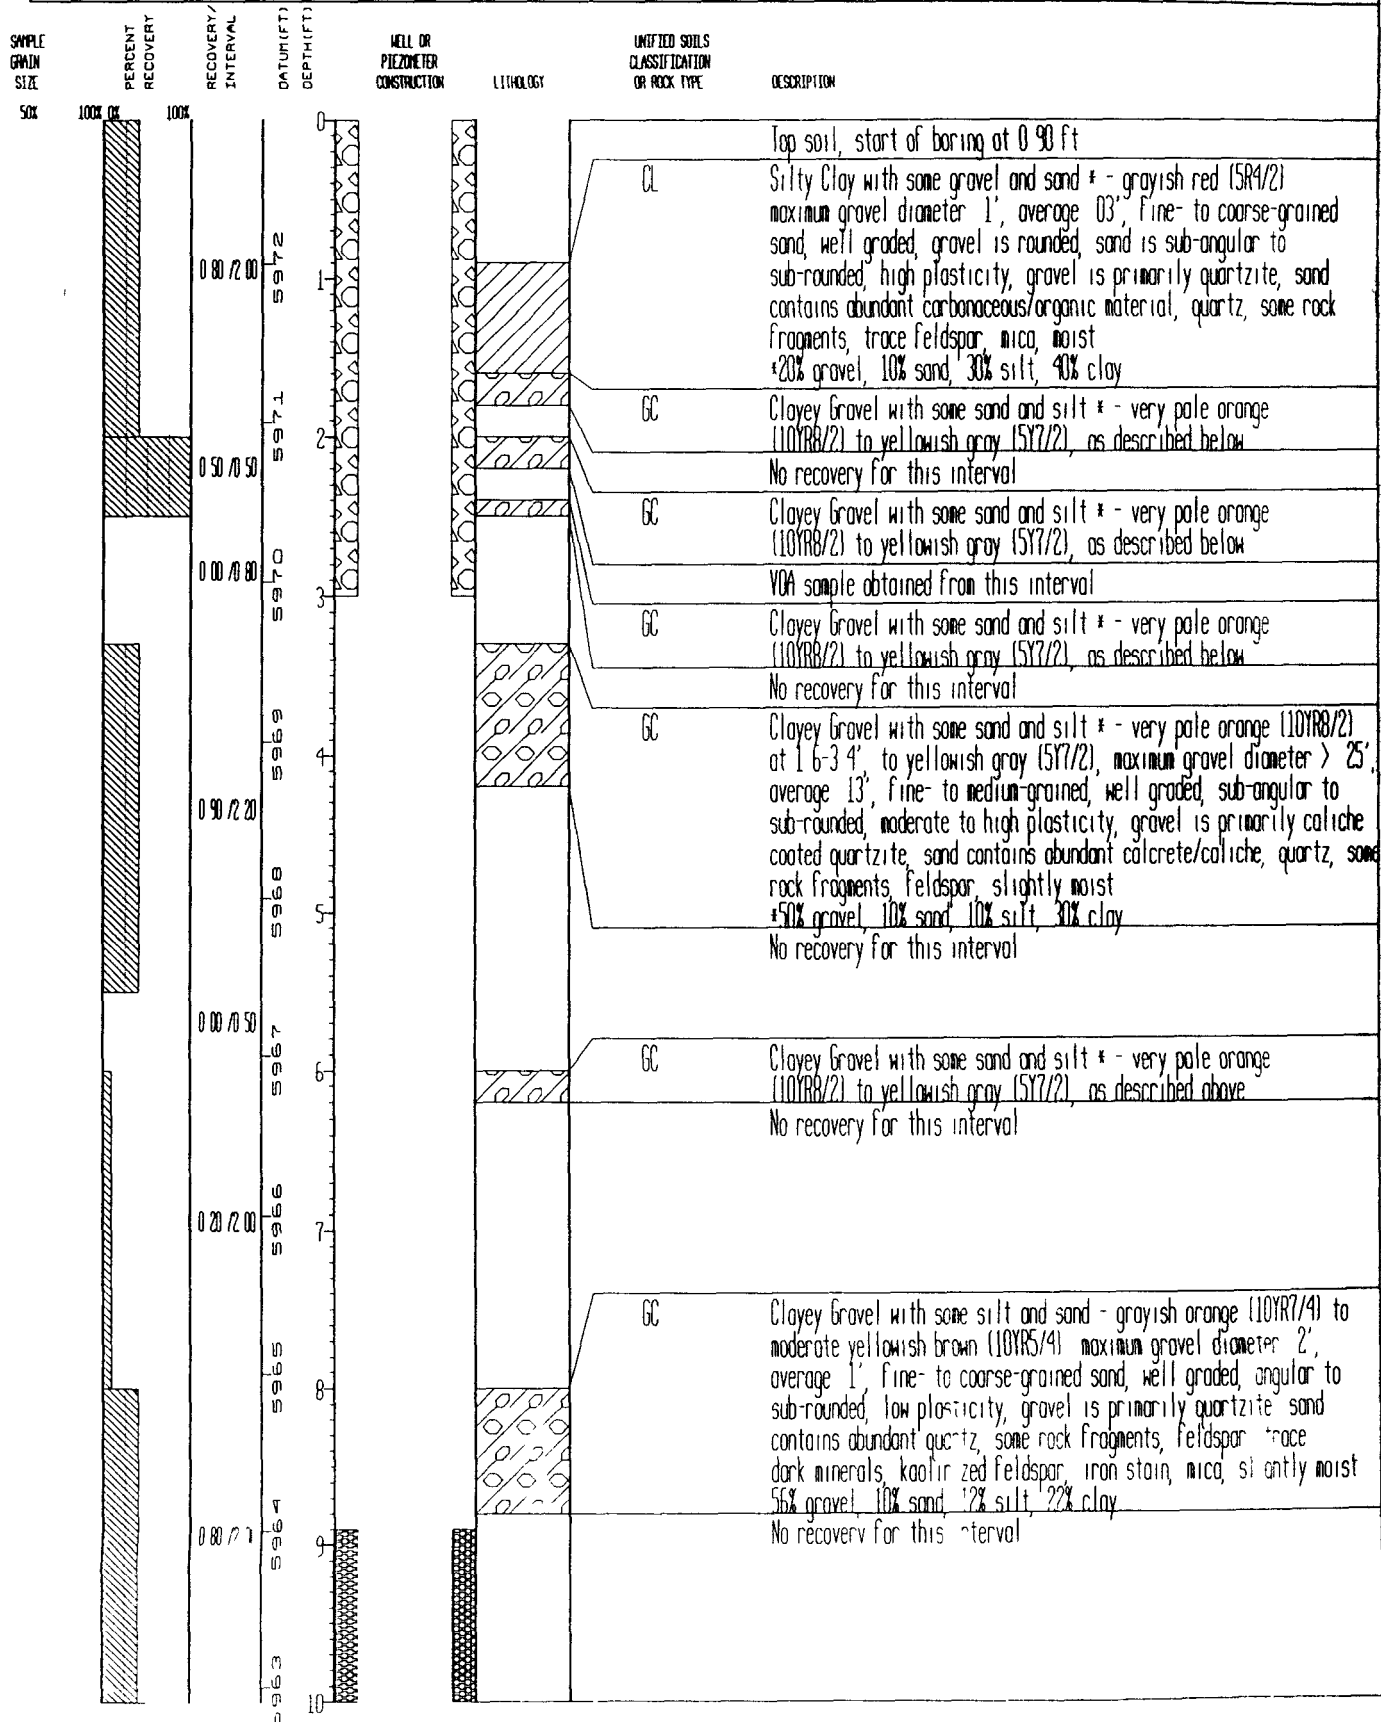 SAMPLE
GRAIN
SIZE
PERCENT
RECOVERY
RECOVERY/
INTERVAL
DATUM(FT)
DEPTH(FT)
WELL OR
PIEZOMETER
CONSTRUCTION
LITHOLOGY
UNIFIED SOILS
CLASSIFICATION
OR ROCK TYPE
DESCRIPTION
50% 100% 0% 100%
0
Top soil, start of boring at 0 90 ft
CL Silty Clay with some gravel and sand * - grayish red (5R4/2)
maximum gravel diameter 1', average 03', fine- to coarse-grained
sand, well graded, gravel is rounded, sand is sub-angular to
sub-rounded, high plasticity, gravel is primarily quartzite, sand
contains abundant carbonaceous/organic material, quartz, some rock
fragments, trace feldspar, mica, moist
*20% gravel, 10% sand, 30% silt, 40% clay
0 80 /2 00
5972
1
GC Clayey Gravel with some sand and silt * - very pale orange
(10YR8/2) to yellowish gray (5Y7/2), as described below
5971
2
No recovery for this interval
0 50 /0 50
GC Clayey Gravel with some sand and silt * - very pale orange
(10YR8/2) to yellowish gray (5Y7/2), as described below
0 00 /0 80
5970
3
VOA sample obtained from this interval
GC Clayey Gravel with some sand and silt * - very pale orange
(10YR8/2) to yellowish gray (5Y7/2), as described below
No recovery for this interval
GC Clayey Gravel with some sand and silt * - very pale orange (10YR8/2)
at 1 6-3 4', to yellowish gray (5Y7/2), maximum gravel diameter > 25',
average 13', fine- to medium-grained, well graded, sub-angular to
sub-rounded, moderate to high plasticity, gravel is primarily caliche
coated quartzite, sand contains abundant calcrete/caliche, quartz, some
rock fragments, feldspar, slightly moist
*50% gravel, 10% sand, 10% silt, 30% clay
5969
4
0 90 /2 20
5968
5
No recovery for this interval
0 00 /0 50
5967
6
GC Clayey Gravel with some sand and silt * - very pale orange
(10YR8/2) to yellowish gray (5Y7/2), as described above
No recovery for this interval
0 20 /2 00
5966
7
GC Clayey Gravel with some silt and sand - grayish orange (10YR7/4) to
moderate yellowish brown (10YR5/4) maximum gravel diameter 2',
average 1', fine- to coarse-grained sand, well graded, angular to
sub-rounded, low plasticity, gravel is primarily quartzite sand
contains abundant quartz, some rock fragments, feldspar trace
dark minerals, kaolinized feldspar, iron stain, mica, slightly moist
56% gravel, 10% sand, 12% silt, 22% clay
5965
8
0 80
5964
9
No recovery for this interval
5963
10